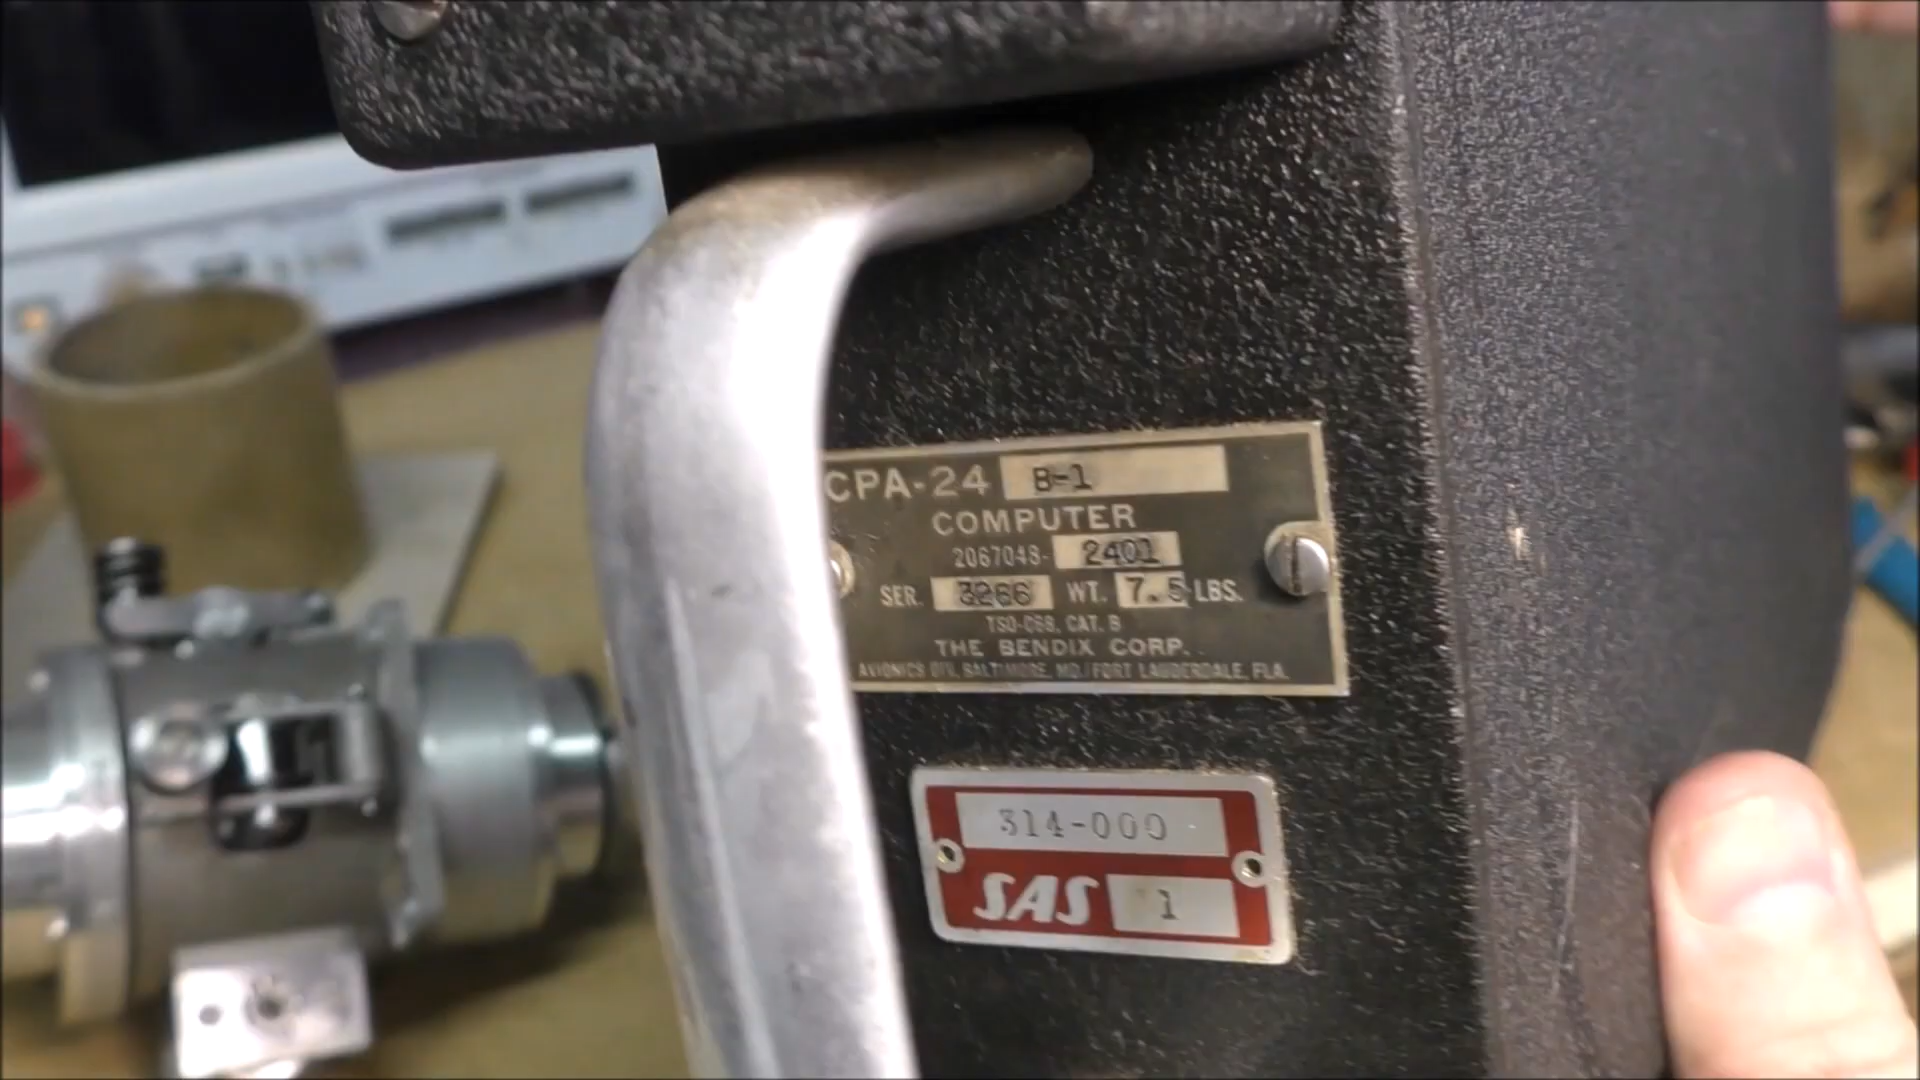 CPA-24 B-1
COMPUTER
2067048- 2401
SER. 3266 WT. 7.5 LBS.
TSO-C68, CAT. B
THE BENDIX CORP.
AVIONICS DIV. BALTIMORE, MD./FORT LAUDERDALE, FLA.
314-000
SAS 1